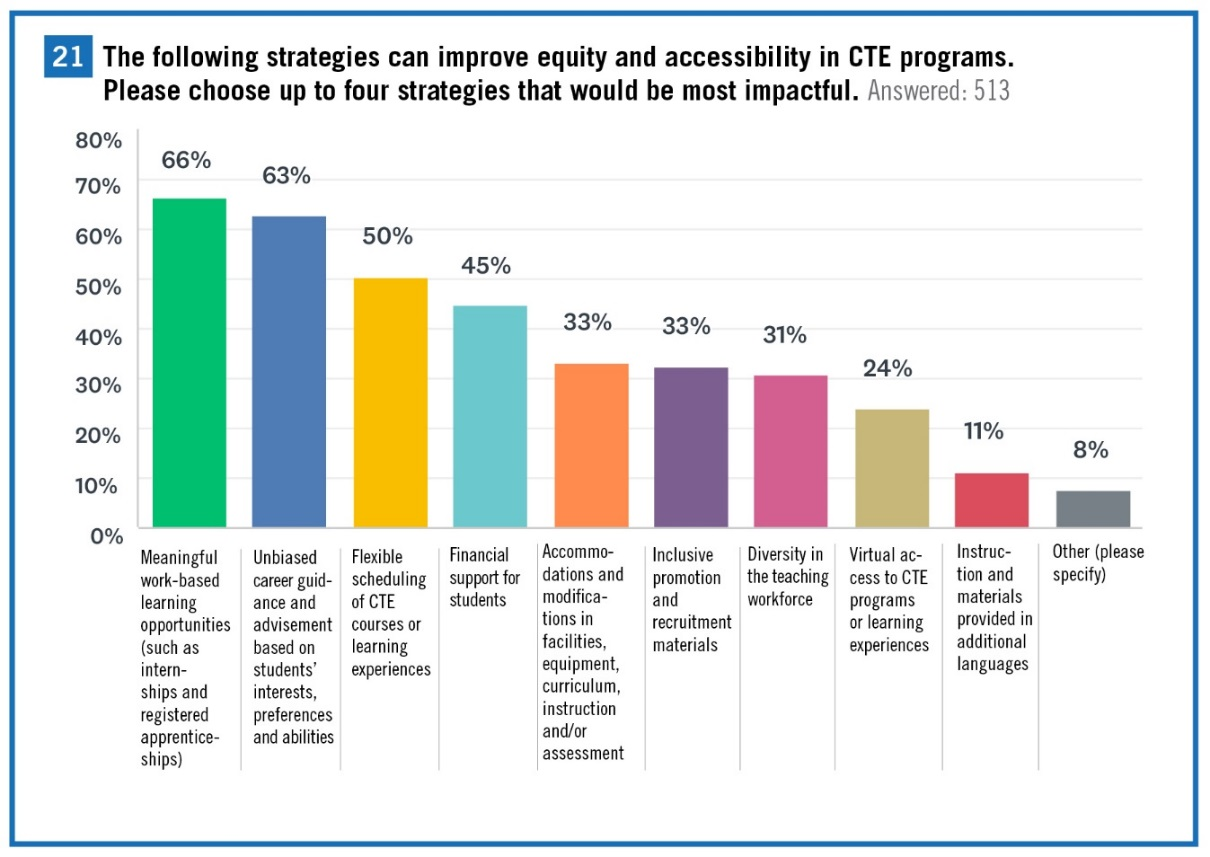 21
The following strategies can improve equity and accessibility in CTE programs.
Please choose up to four strategies that would be most impactful. Answered: 513
80%
70%
60%
50%
40%
30%
20%
10%
0%
66%
63%
50%
45%
33%
33%
31%
24%
11%
8%
Meaningful
work-based
learning
opportunities
(such as
intern-
ships and
registered
apprentice-
ships)
Unbiased
career guid-
ance and
advisement
based on
students'
interests,
preferences
and abilities
Flexible
scheduling
of CTE
courses or
learning
experiences
Financial
support for
students
Accommo-
dations and
modifica-
tions in
facilities,
equipment,
curriculum,
instruction
and/or
assessment
Inclusive
promotion
and
recruitment
materials
Diversity in
the teaching
workforce
Virtual ac-
cess to CTE
programs
or learning
experiences
Instruc-
tion and
materials
provided in
additional
languages
Other (please
specify)